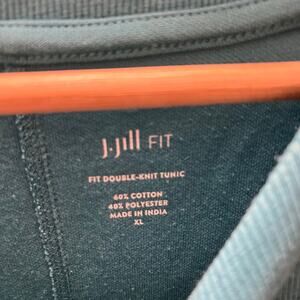 J.Jill FIT
FIT DOUBLE-KNIT TUNIC
60% COTTON
40% POLYESTER
MADE IN INDIA
XL